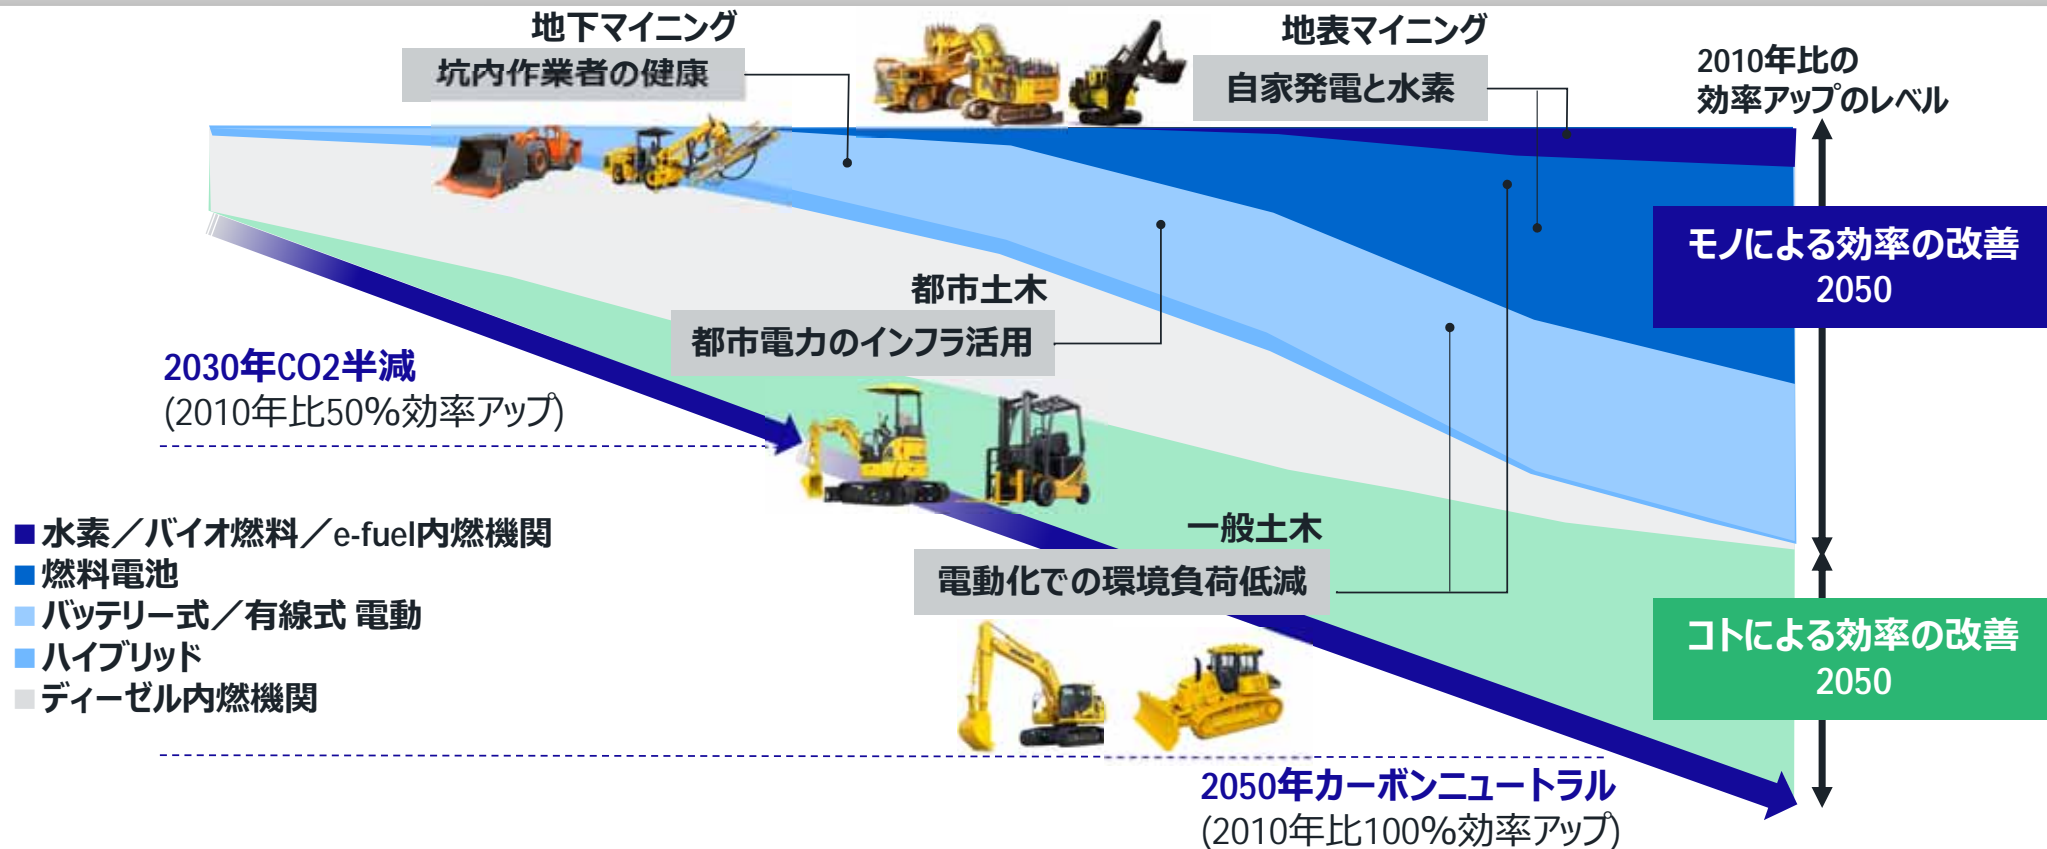 地下マイニング
坑内作業者の健康
地表マイニング
自家発電と水素
2010年比の
効率アップのレベル
モノによる効率の改善
2050
都市土木
都市電力のインフラ活用
2030年CO2半減
(2010年比50%効率アップ)
■水素／バイオ燃料／e-fuel内燃機関
■燃料電池
■バッテリー式／有線式 電動
■ハイブリッド
■ディーゼル内燃機関
一般土木
電動化での環境負荷低減
コトによる効率の改善
2050
2050年カーボンニュートラル
(2010年比100%効率アップ)